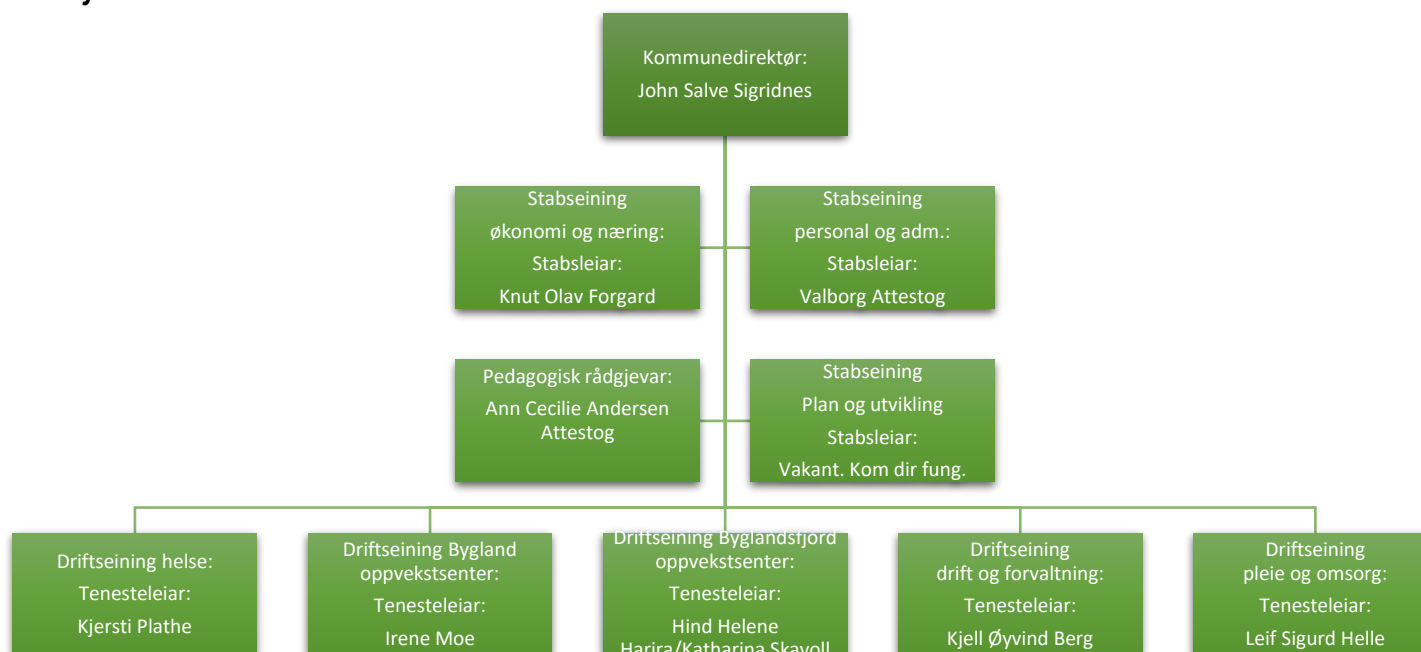 Kommunedirektør:
John Salve Sigridnes
Stabseining
økonomi og næring:
Stabsleiar:
Knut Olav Forgard
Stabseining
personal og adm.:
Stabsleiar:
Valborg Attestog
Pedagogisk rådgjevar:
Ann Cecilie Andersen
Attestog
Stabseining
Plan og utvikling
Stabsleiar:
Vakant. Kom dir fung.
Driftseining helse:
Tenesteleiar:
Kjersti Plathe
Driftseining Bygland
oppvekstsenter:
Tenesteleiar:
Irene Moe
Driftseining Byglandsfjord
oppvekstsenter:
Tenesteleiar:
Hind Helene
Harira/Katharina Skavoll
Driftseining
drift og forvaltning:
Tenesteleiar:
Kjell Øyvind Berg
Driftseining
pleie og omsorg:
Tenesteleiar:
Leif Sigurd Helle